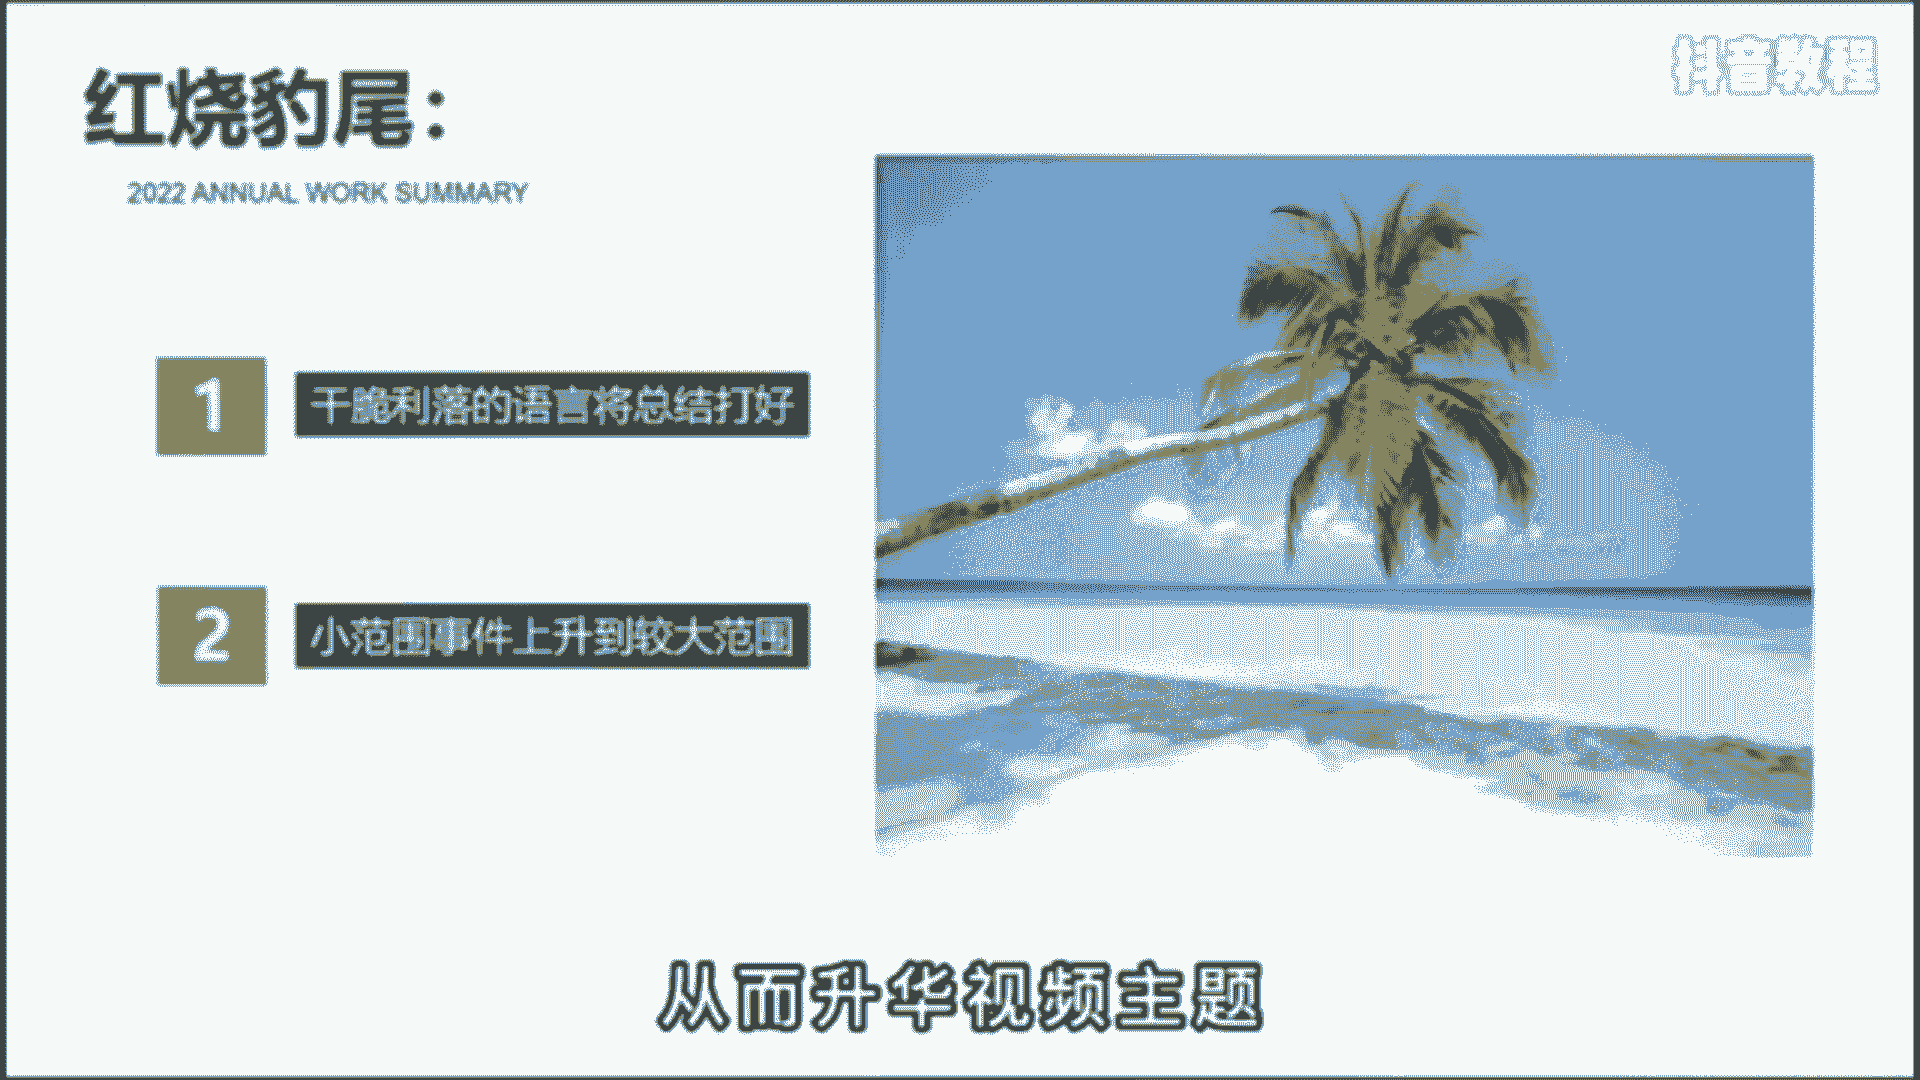 红烧豹尾：
抖音教程
2022 ANNUAL WORK SUMMARY
1
干脆利落的语言将总结打好
2
小范围事件上升到较大范围
从而升华视频主题